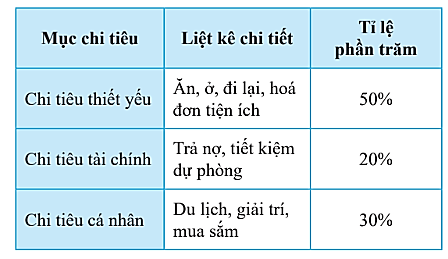 Mục chi tiêu
Liệt kê chi tiết
Tỉ lệ
phần trăm
Chi tiêu thiết yếu
Ăn, ở, đi lại, hoá
đơn tiện ích
50%
Chi tiêu tài chính
Trả nợ, tiết kiệm
dự phòng
20%
Chi tiêu cá nhân
Du lịch, giải trí,
mua sắm
30%